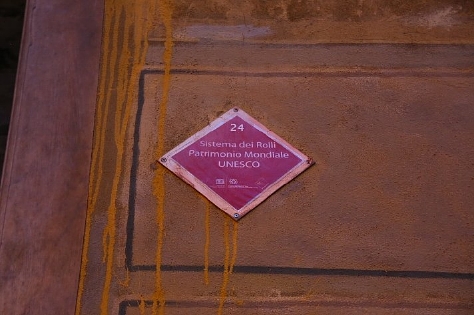 24
Sistema dei Rolli
Patrimonio Mondiale
UNESCO